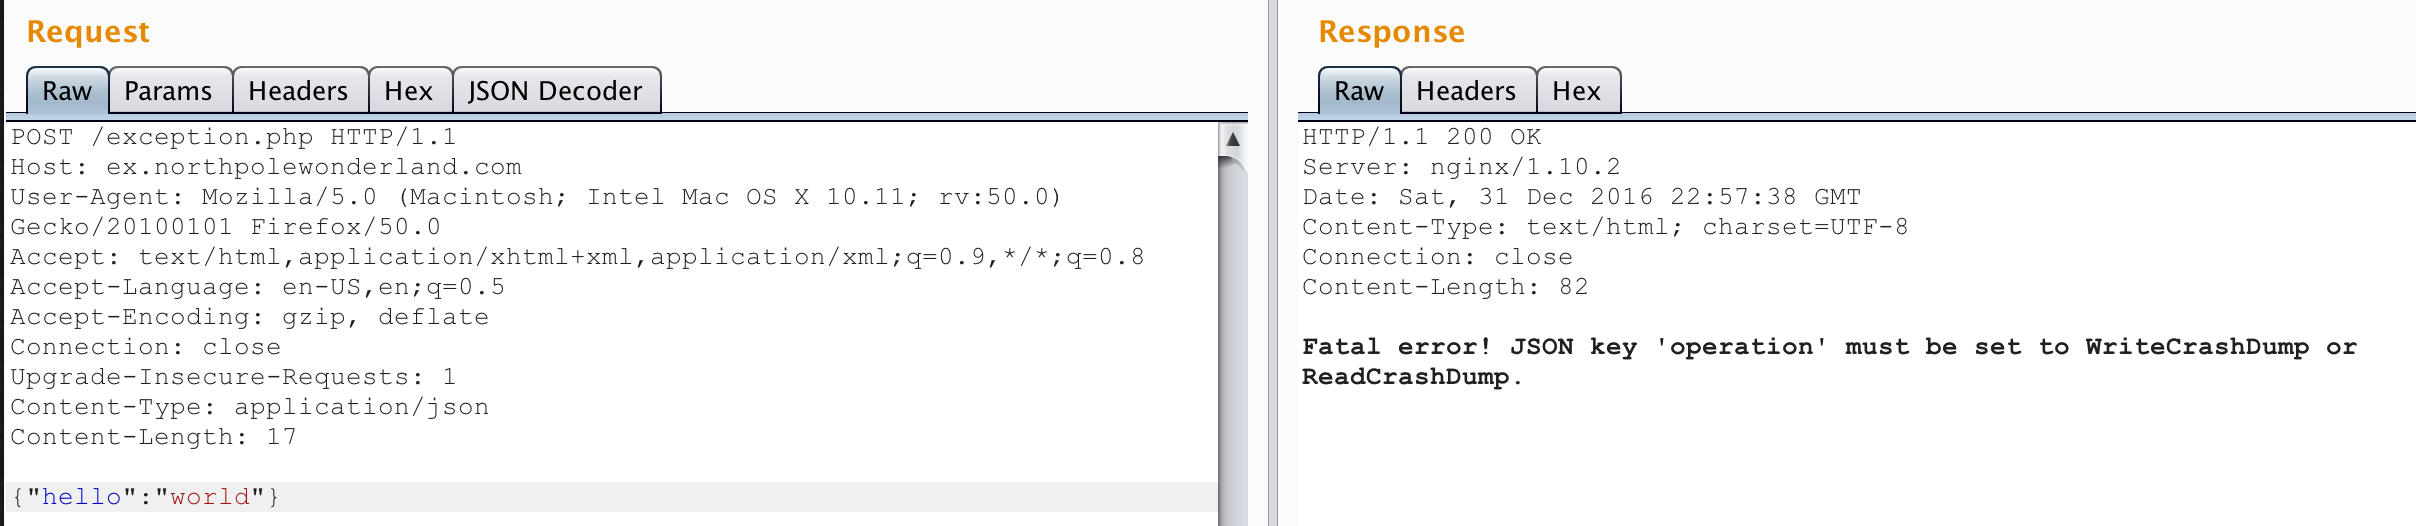 Request
Raw Params Headers Hex JSON Decoder
POST /exception.php HTTP/1.1
Host: ex.northpolewonderland.com
User-Agent: Mozilla/5.0 (Macintosh; Intel Mac OS X 10.11; rv:50.0)
Gecko/20100101 Firefox/50.0
Accept: text/html,application/xhtml+xml,application/xml;q=0.9,*/*;q=0.8
Accept-Language: en-US,en;q=0.5
Accept-Encoding: gzip, deflate
Connection: close
Upgrade-Insecure-Requests: 1
Content-Type: application/json
Content-Length: 17

{"hello":"world"}
Response
Raw Headers Hex
HTTP/1.1 200 OK
Server: nginx/1.10.2
Date: Sat, 31 Dec 2016 22:57:38 GMT
Content-Type: text/html; charset=UTF-8
Connection: close
Content-Length: 82

Fatal error! JSON key 'operation' must be set to WriteCrashDump or
ReadCrashDump.